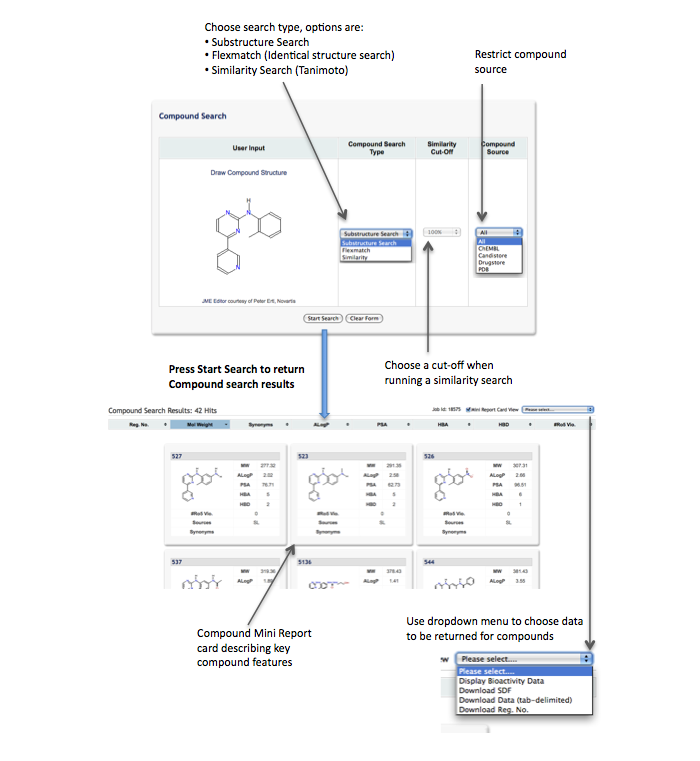 Choose search type, options are:
• Substructure Search
• Flexmatch (Identical structure search)
• Similarity Search (Tanimoto)
Restrict compound
source
Compound Search
User Input
Compound Search
Type
Similarity
Cut-Off
Compound
Source
Draw Compound Structure
H
N
N
N
N
Substructure Search
Substructure Search
Flexmatch
Similarity
100%
All
All
ChEMBL
Candistore
Drugstore
PDB
JME Editor courtesy of Peter Ertl, Novartis
Start Search
Clear Form
Press Start Search to return
Compound search results
Choose a cut-off when
running a similarity search
Compound Search Results: 42 Hits
Job Id: 18575 Mini Report Card View Please select...
Reg. No. Mol Weight Synonyms ALogP PSA HBA HBD #Ro5 Vio.
527
MW 277.32
ALogP 2.02
PSA 76.71
HBA 5
HBD 2
#Ro5 Vio. 0
Sources SL
Synonyms
523
MW 291.35
ALogP 2.58
PSA 62.73
HBA 5
HBD 2
#Ro5 Vio. 0
Sources SL
Synonyms
526
MW 307.31
ALogP
PSA 96.51
HBA 6
HBD 1
#Ro5 Vio. 0
Sources SL
Synonyms
537
MW
ALogP
5136
MW 375.43
ALogP 1.41
544
MW 381.43
ALogP 3.55
Compound Mini Report
card describing key
compound features
Use dropdown menu to choose data
to be returned for compounds
w Please select....
Please select....
Display Bioactivity Data
Download SDF
Download Data (tab-delimited)
Download Reg. No.